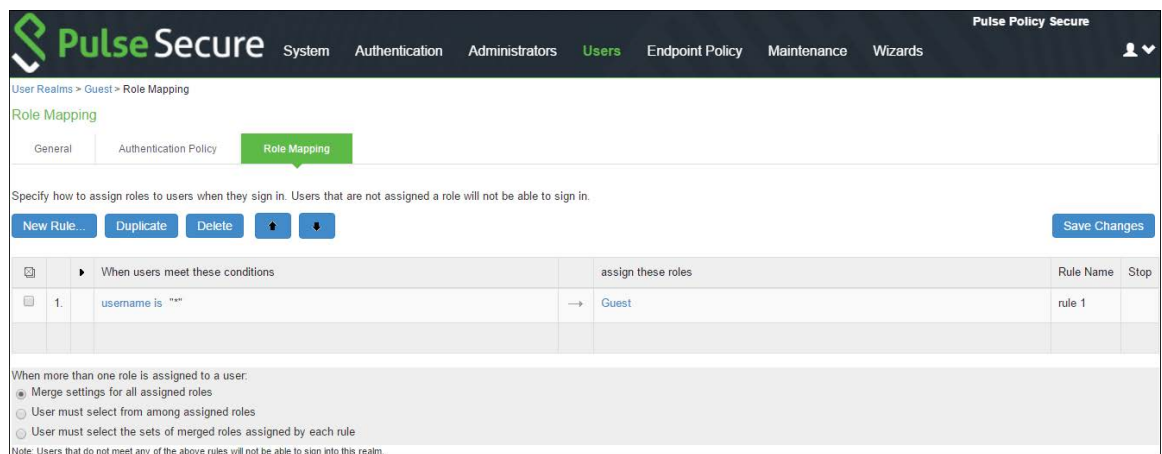 Pulse Policy Secure
Pulse Secure System Authentication Administrators Users Endpoint Policy Maintenance Wizards
User Realms > Guest > Role Mapping
Role Mapping
General Authentication Policy Role Mapping
Specify how to assign roles to users when they sign in. Users that are not assigned a role will not be able to sign in.
New Rule... Duplicate Delete Save Changes
When users meet these conditions assign these roles Rule Name Stop
1. username is "*" → Guest rule 1
When more than one role is assigned to a user:
Merge settings for all assigned roles
User must select from among assigned roles
User must select the sets of merged roles assigned by each rule
Note: Users that do not meet any of the above rules will not be able to sign into this realm.